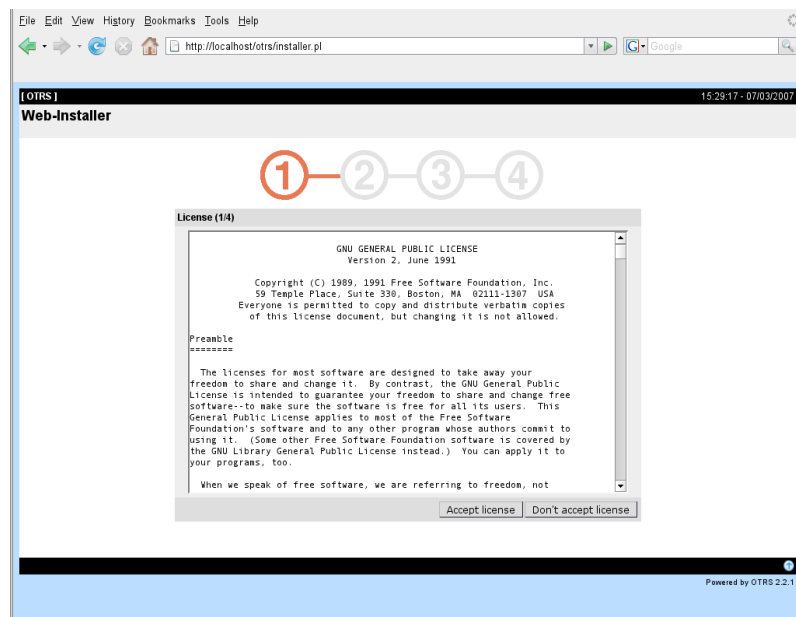 File Edit View History Bookmarks Tools Help
http://localhost/otrs/installer.pl
G Google
[ OTRS ] 15:29:17 - 07/03/2007
Web-Installer
1 2 3 4
License (1/4)
GNU GENERAL PUBLIC LICENSE
Version 2, June 1991
Copyright (C) 1989, 1991 Free Software Foundation, Inc.
59 Temple Place, Suite 330, Boston, MA 02111-1307 USA
Everyone is permitted to copy and distribute verbatim copies
of this license document, but changing it is not allowed.
Preamble
========
The licenses for most software are designed to take away your
freedom to share and change it. By contrast, the GNU General Public
License is intended to guarantee your freedom to share and change free
software--to make sure the software is free for all its users. This
General Public License applies to most of the Free Software
Foundation's software and to any other program whose authors commit to
using it. (Some other Free Software Foundation software is covered by
the GNU Library General Public License instead.) You can apply it to
your programs, too.
When we speak of free software, we are referring to freedom, not
Accept license Don't accept license
Powered by OTRS 2.2.1